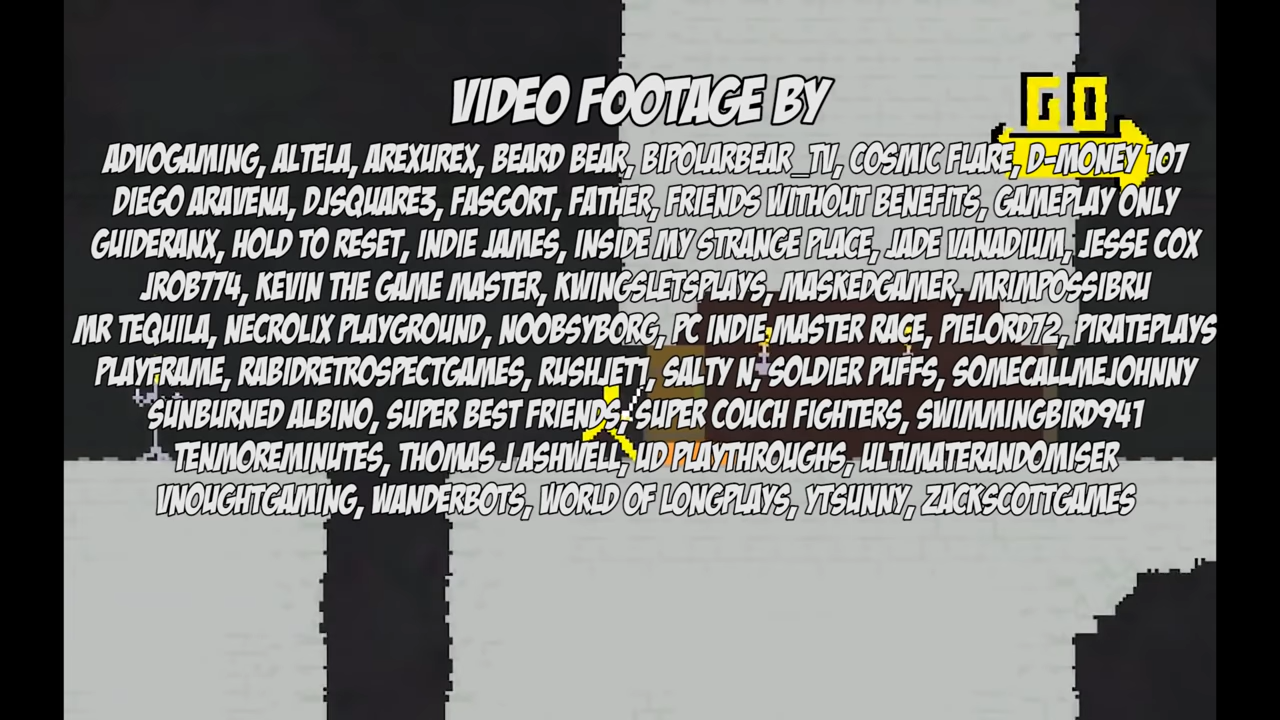 VIDEO FOOTAGE BY
GO
ADVOGAMING, ALTELA, AREXUREX, BEARD BEAR, BIPOLARBEAR_TV, COSMIC FLARE, D-MONEY 107
DIEGO ARAVENA, DJSQUARE3, FASGORT, FATHER, FRIENDS WITHOUT BENEFITS, GAMEPLAY ONLY
GUIDERANX, HOLD TO RESET, INDIE JAMES, INSIDE MY STRANGE PLACE, JADE VANADIUM, JESSE COX
JROB774, KEVIN THE GAME MASTER, KWINGSLETSPLAYS, MASKEDGAMER, MRIMPOSSIBRU
MR TEQUILA, NECROLIX PLAYGROUND, NOOBSYBORG, PC INDIE MASTER RACE, PIELORD72, PIRATEPLAYS
PLAYFRAME, RABIDRETROSPECTGAMES, RUSHJET1, SALTY N, SOLDIER PUFFS, SOMECALLMEJOHNNY
SUNBURNED ALBINO, SUPER BEST FRIENDS, SUPER COUCH FIGHTERS, SWIMMINGBIRD941
TENMOREMINUTES, THOMAS J ASHWELL, UD PLAYTHROUGHS, ULTIMATERANDOMISER
VNOUGHTGAMING, WANDERBOTS, WORLD OF LONGPLAYS, YTSUNNY, ZACKSCOTTGAMES